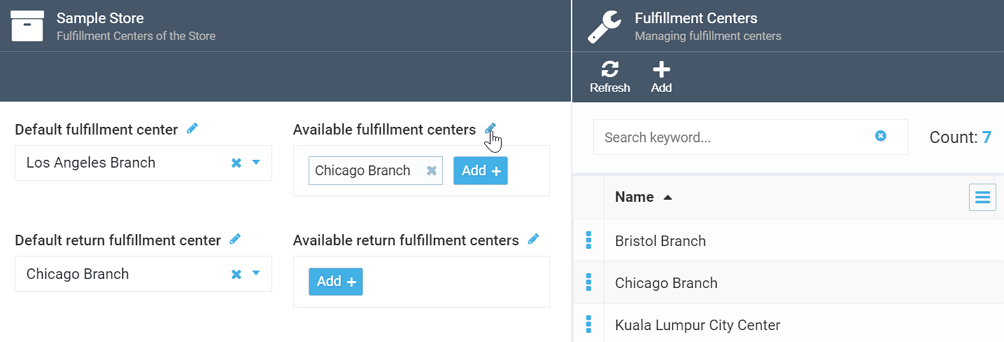 Sample Store
Fulfillment Centers of the Store
Default fulfillment center
Los Angeles Branch
Available fulfillment centers
Chicago Branch
Add
Default return fulfillment center
Chicago Branch
Available return fulfillment centers
Add
Fulfillment Centers
Managing fulfillment centers
Refresh
Add
Search keyword...
Count: 7
Name
Bristol Branch
Chicago Branch
Kuala Lumpur City Center